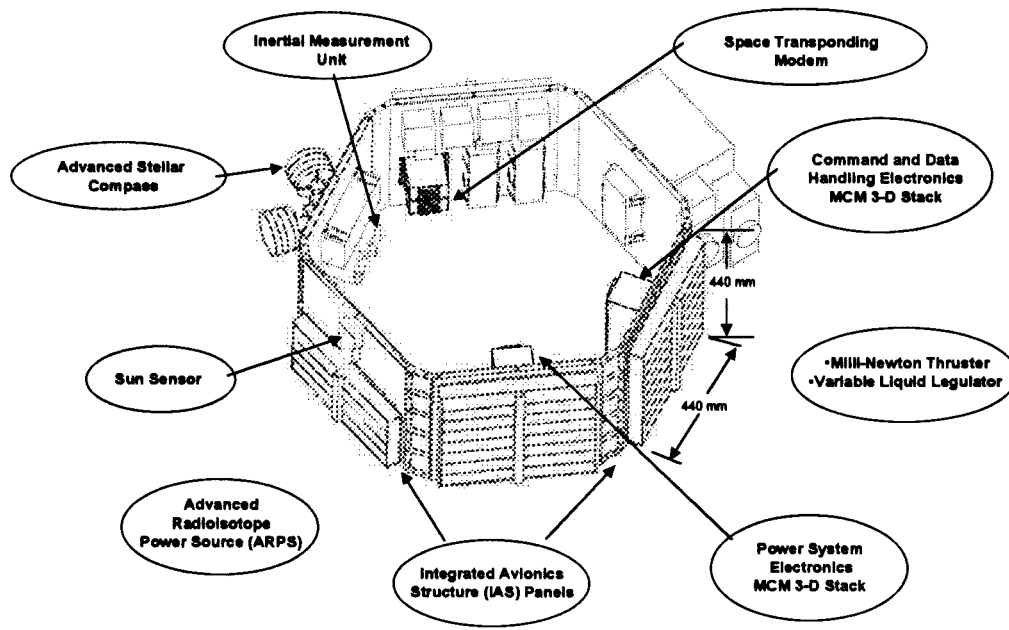 Inertial Measurement
Unit
Space Transponding
Modem
Advanced Stellar
Compass
Command and Data
Handling Electronics
MCM 3-D Stack
440 mm
Sun Sensor
•Milli-Newton Thruster
•Variable Liquid Legulator
440 mm
Advanced
Radioisotope
Power Source (ARPS)
Integrated Avionics
Structure (IAS) Panels
Power System
Electronics
MCM 3-D Stack